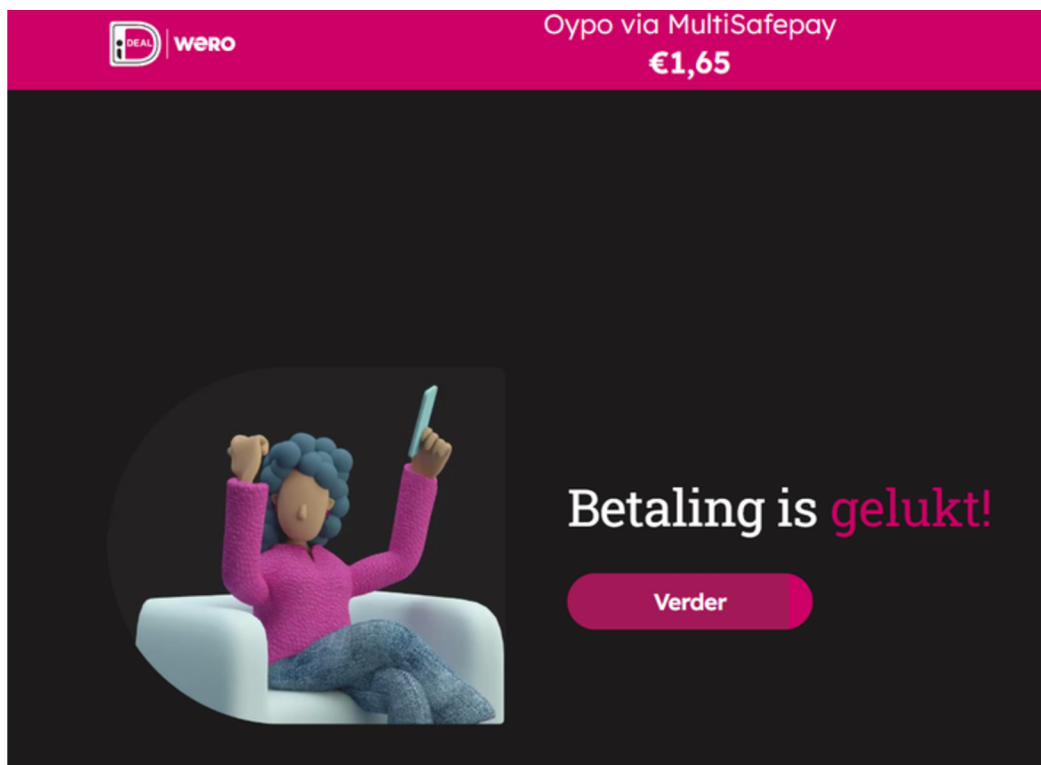 iDEAL | wero
Oypo via MultiSafepay
€1,65
Betaling is gelukt!
Verder